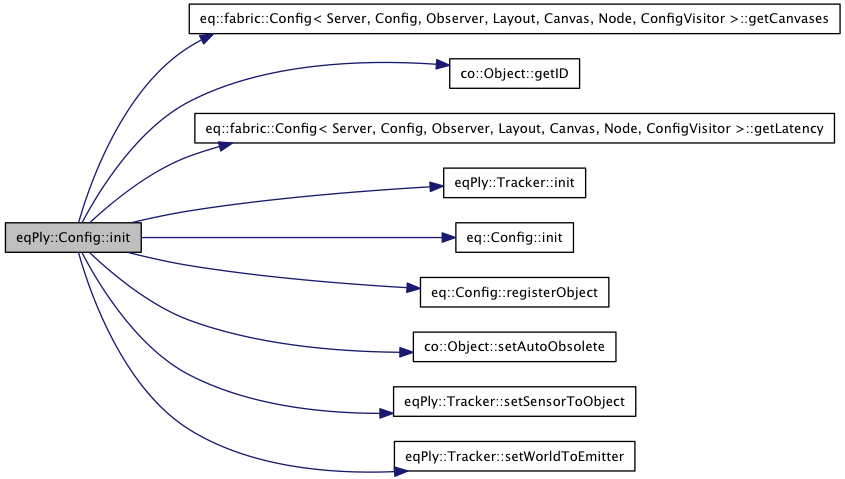 eq::fabric::Config< Server, Config, Observer, Layout, Canvas, Node, ConfigVisitor >::getCanvases
co::Object::getID
eq::fabric::Config< Server, Config, Observer, Layout, Canvas, Node, ConfigVisitor >::getLatency
eqPly::Tracker::init
eqPly::Config::init
eq::Config::init
eq::Config::registerObject
co::Object::setAutoObsolete
eqPly::Tracker::setSensorToObject
eqPly::Tracker::setWorldToEmitter